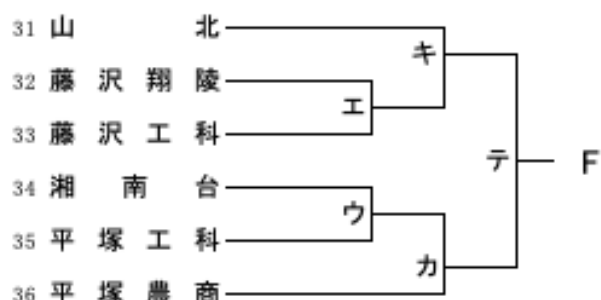 31 山北
キ
32 藤沢翔陵
エ
33 藤沢工科
テ F
34 湘南台
ウ
35 平塚工科
カ
36 平塚農商